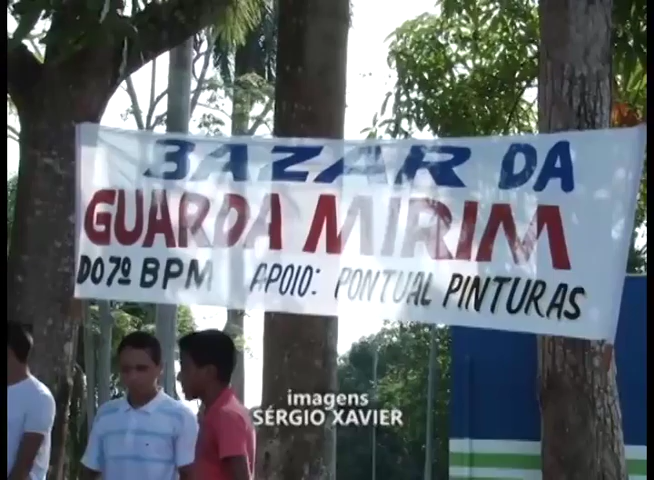 BAZAR DA
GUARDA MIRIM
DO 7º BPM APOIO: PONTUAL PINTURAS
imagens
SÉRGIO XAVIER